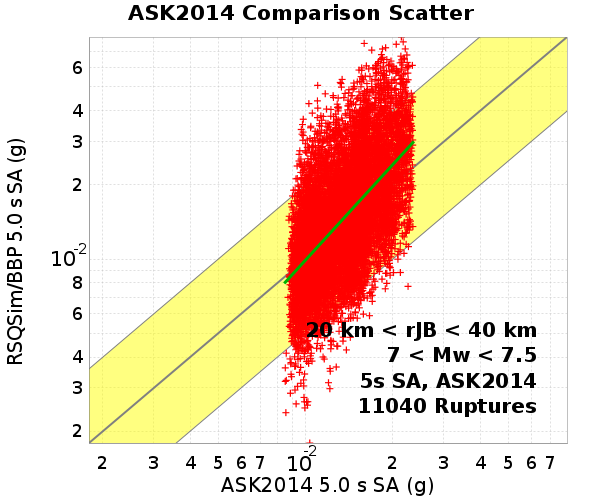 ASK2014 Comparison Scatter
RSQSim/BBP 5.0 s SA (g)
6
4
3
2
10-2
8
6
4
3
2
20 km < rJB < 40 km
7 < Mw < 7.5
5s SA, ASK2014
11040 Ruptures
2 3 4 5 6 7 10-2 2 3 4 5 6 7
ASK2014 5.0 s SA (g)